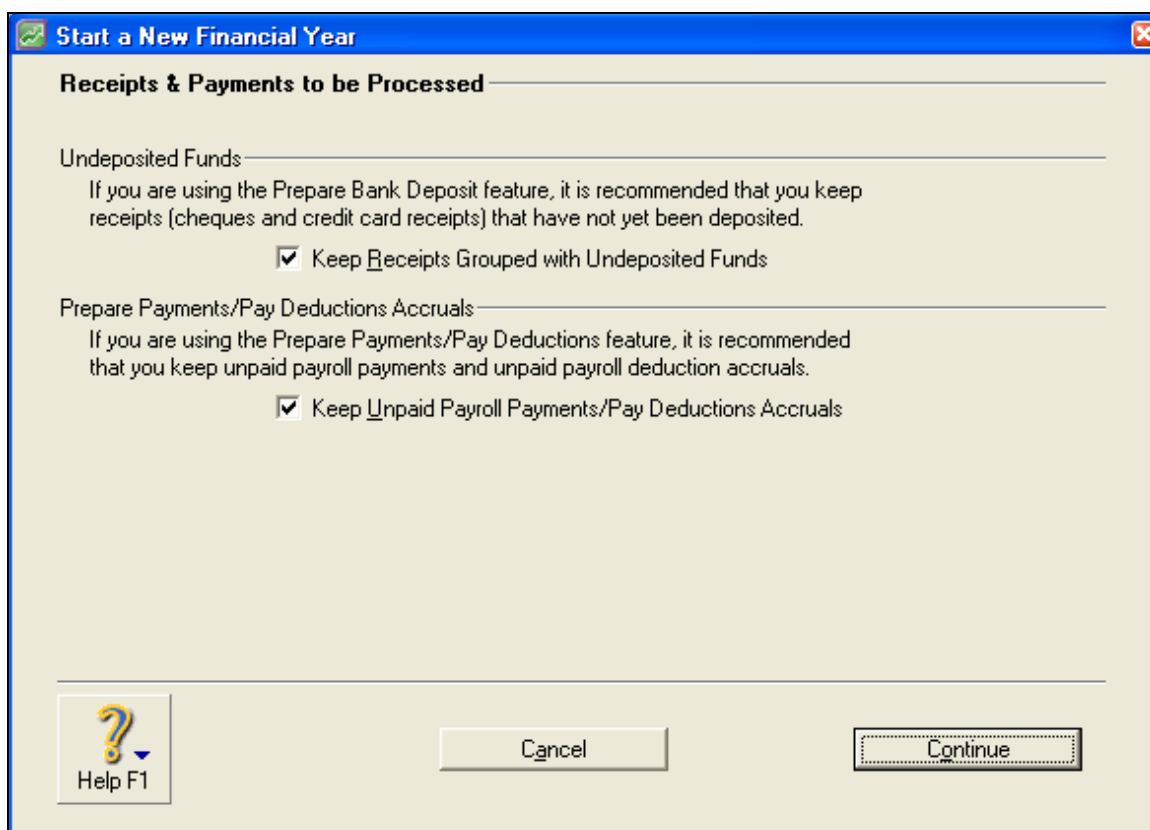 Start a New Financial Year
Receipts & Payments to be Processed
Undeposited Funds
If you are using the Prepare Bank Deposit feature, it is recommended that you keep
receipts (cheques and credit card receipts) that have not yet been deposited.
Keep Receipts Grouped with Undeposited Funds
Prepare Payments/Pay Deductions Accruals
If you are using the Prepare Payments/Pay Deductions feature, it is recommended
that you keep unpaid payroll payments and unpaid payroll deduction accruals.
Keep Unpaid Payroll Payments/Pay Deductions Accruals
Help F1
Cancel
Continue